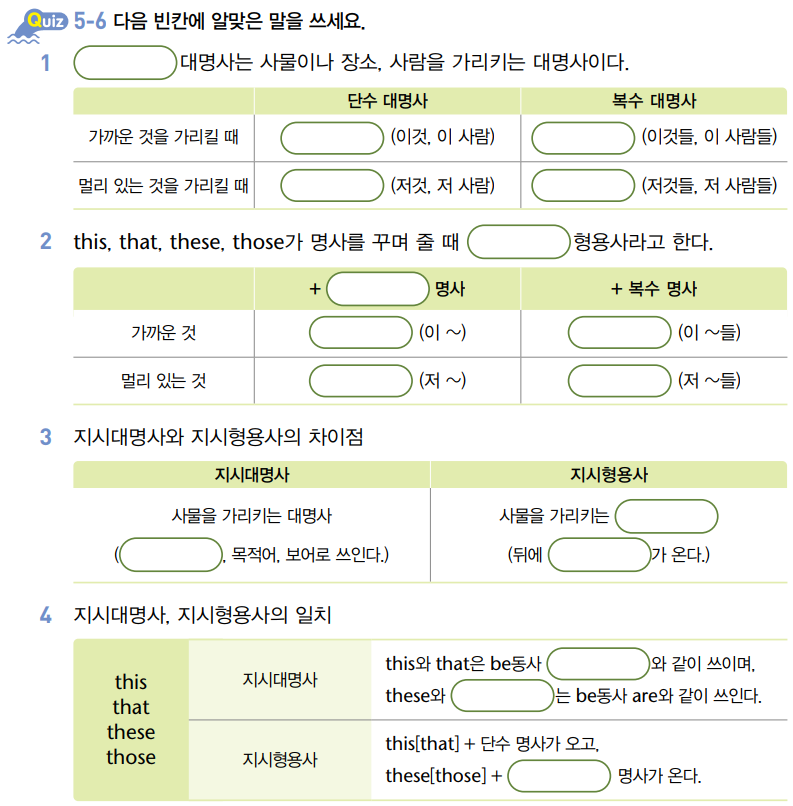 Quiz 5-6 다음 빈칸에 알맞은 말을 쓰세요.
1 대명사는 사물이나 장소, 사람을 가리키는 대명사이다.
단수 대명사 복수 대명사
가까운 것을 가리킬 때 (이것, 이 사람) (이것들, 이 사람들)
멀리 있는 것을 가리킬 때 (저것, 저 사람) (저것들, 저 사람들)
2 this, that, these, those가 명사를 꾸며 줄 때 형용사라고 한다.
+ 명사 + 복수 명사
가까운 것 (이 ~) (이 ~들)
멀리 있는 것 (저 ~) (저 ~들)
3 지시대명사와 지시형용사의 차이점
지시대명사 지시형용사
사물을 가리키는 대명사 사물을 가리키는
( , 목적어, 보어로 쓰인다.) (뒤에 가 온다.)
4 지시대명사, 지시형용사의 일치
this
that
these
those
지시대명사
this와 that은 be동사 와 같이 쓰이며,
these와 는 be동사 are와 같이 쓰인다.
지시형용사
this[that] + 단수 명사가 오고,
these[those] + 명사가 온다.